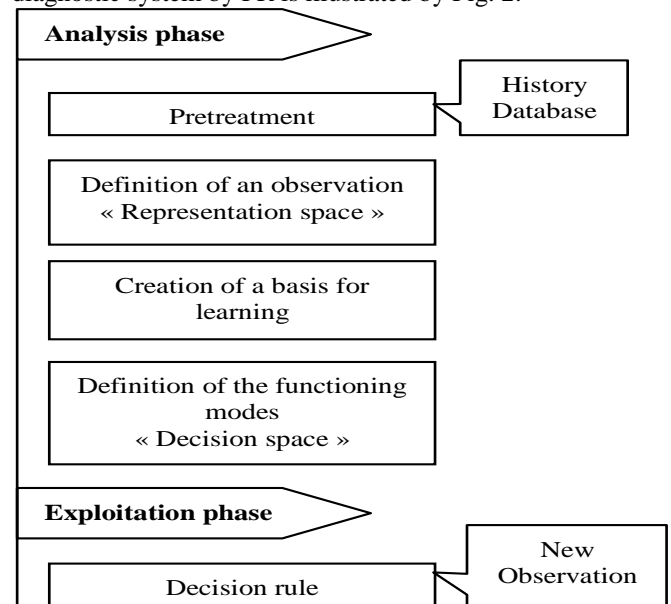 diagnostic system by PR is illustrated by Fig. 2.
Analysis phase
History
Database
Pretreatment
Definition of an observation
« Representation space »
Creation of a basis for
learning
Definition of the functioning
modes
« Decision space »
Exploitation phase
New
Observation
Decision rule